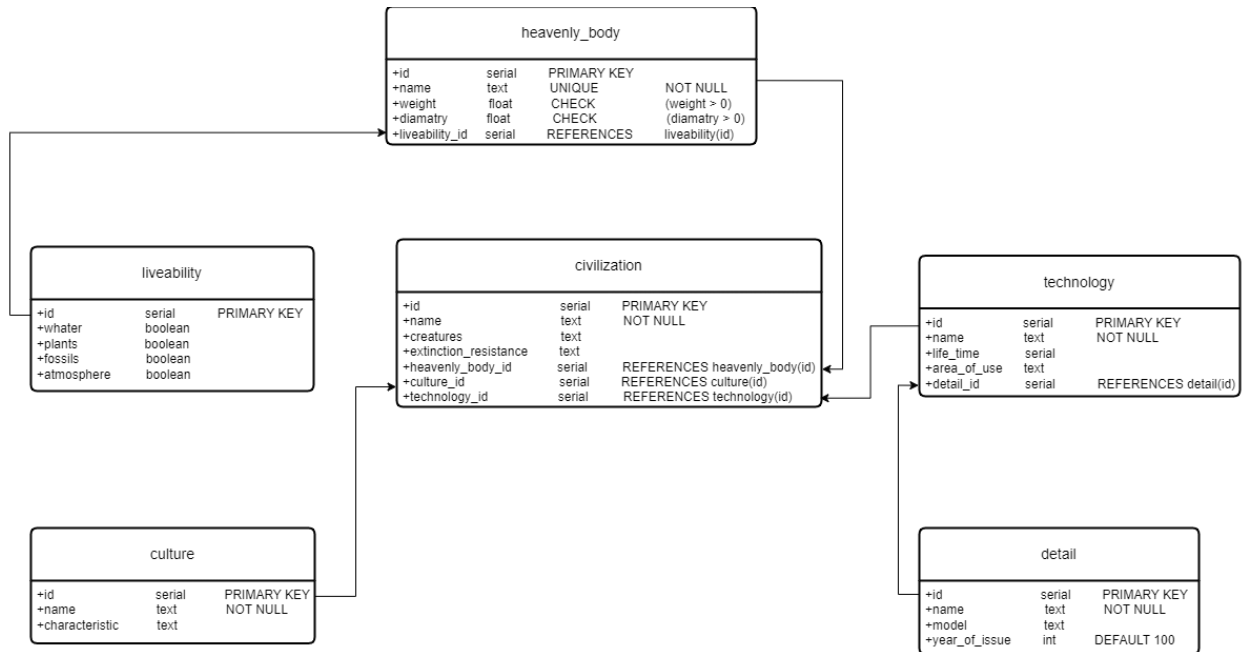 heavenly_body
+id serial PRIMARY KEY
+name text UNIQUE NOT NULL
+weight float CHECK (weight > 0)
+diamatry float CHECK (diamatry > 0)
+liveability_id serial REFERENCES liveability(id)
liveability
+id serial PRIMARY KEY
+whater boolean
+plants boolean
+fossils boolean
+atmosphere boolean
civilization
+id serial PRIMARY KEY
+name text NOT NULL
+creatures text
+extinction_resistance text
+heavenly_body_id serial REFERENCES heavenly_body(id)
+culture_id serial REFERENCES culture(id)
+technology_id serial REFERENCES technology(id)
technology
+id serial PRIMARY KEY
+name text NOT NULL
+life_time serial
+area_of_use text
+detail_id serial REFERENCES detail(id)
culture
+id serial PRIMARY KEY
+name text NOT NULL
+characteristic text
detail
+id serial PRIMARY KEY
+name text NOT NULL
+model text
+year_of_issue int DEFAULT 100